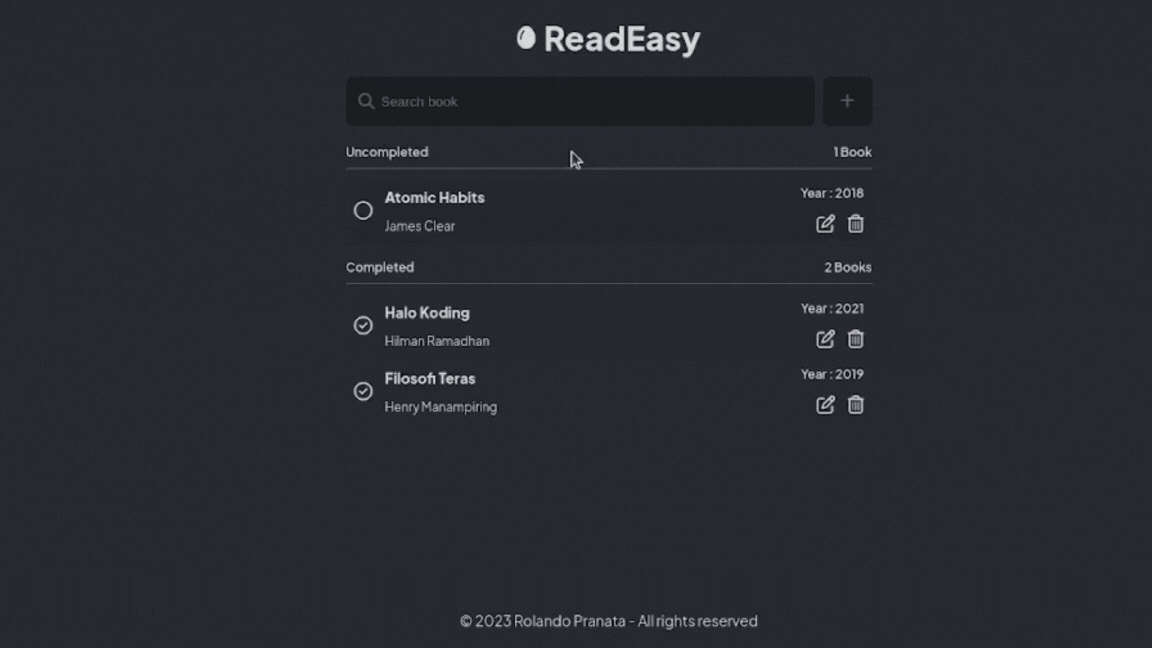 ReadEasy
Search book
Uncompleted 1 Book
Atomic Habits Year : 2018
James Clear
Completed 2 Books
Halo Koding Year : 2021
Hilman Ramadhan
Filosofi Teras Year : 2019
Henry Manampiring
© 2023 Rolando Pranata - All rights reserved